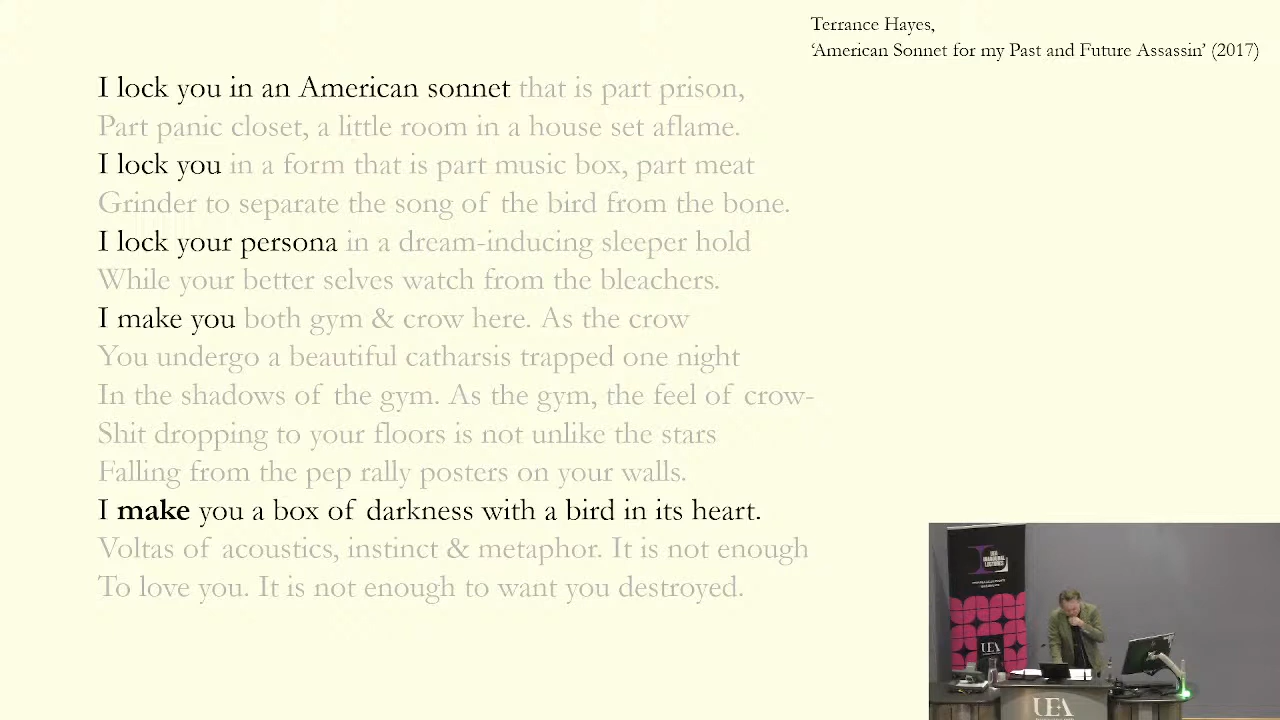 Terrance Hayes,
‘American Sonnet for my Past and Future Assassin’ (2017)
I lock you in an American sonnet that is part prison,
Part panic closet, a little room in a house set aflame.
I lock you in a form that is part music box, part meat
Grinder to separate the song of the bird from the bone.
I lock your persona in a dream-inducing sleeper hold
While your better selves watch from the bleachers.
I make you both gym & crow here. As the crow
You undergo a beautiful catharsis trapped one night
In the shadows of the gym. As the gym, the feel of crow-
Shit dropping to your floors is not unlike the stars
Falling from the pep rally posters on your walls.
I make you a box of darkness with a bird in its heart.
Voltas of acoustics, instinct & metaphor. It is not enough
To love you. It is not enough to want you destroyed.
UEA
INAUGURAL
LECTURES
UEA
UEA